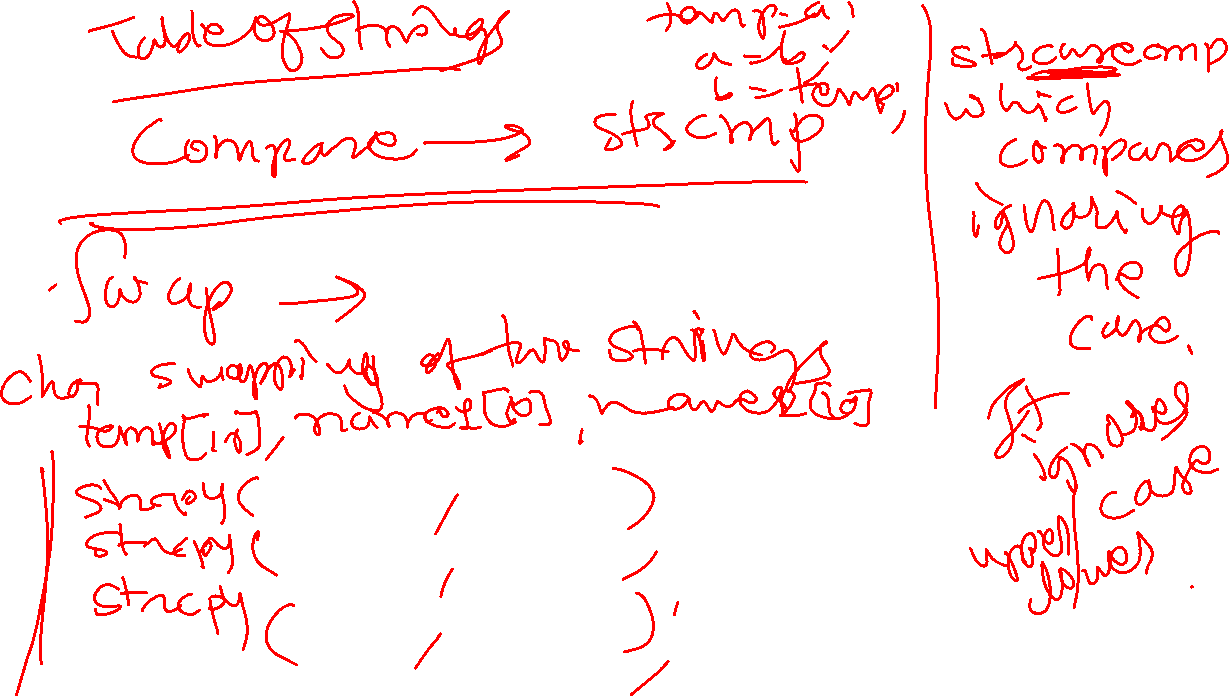 Table of strings
temp=a;
a=b;
b=temp;
Compare → strcmp
Swap →
swapping of two strings
char temp[10], name1[10], name2[10]
strcpy( , )
strcpy( ,
strcpy( , );
strcasecmp
which
compares
ignoring
the
case.
It
ignores
case
upper/
lower.